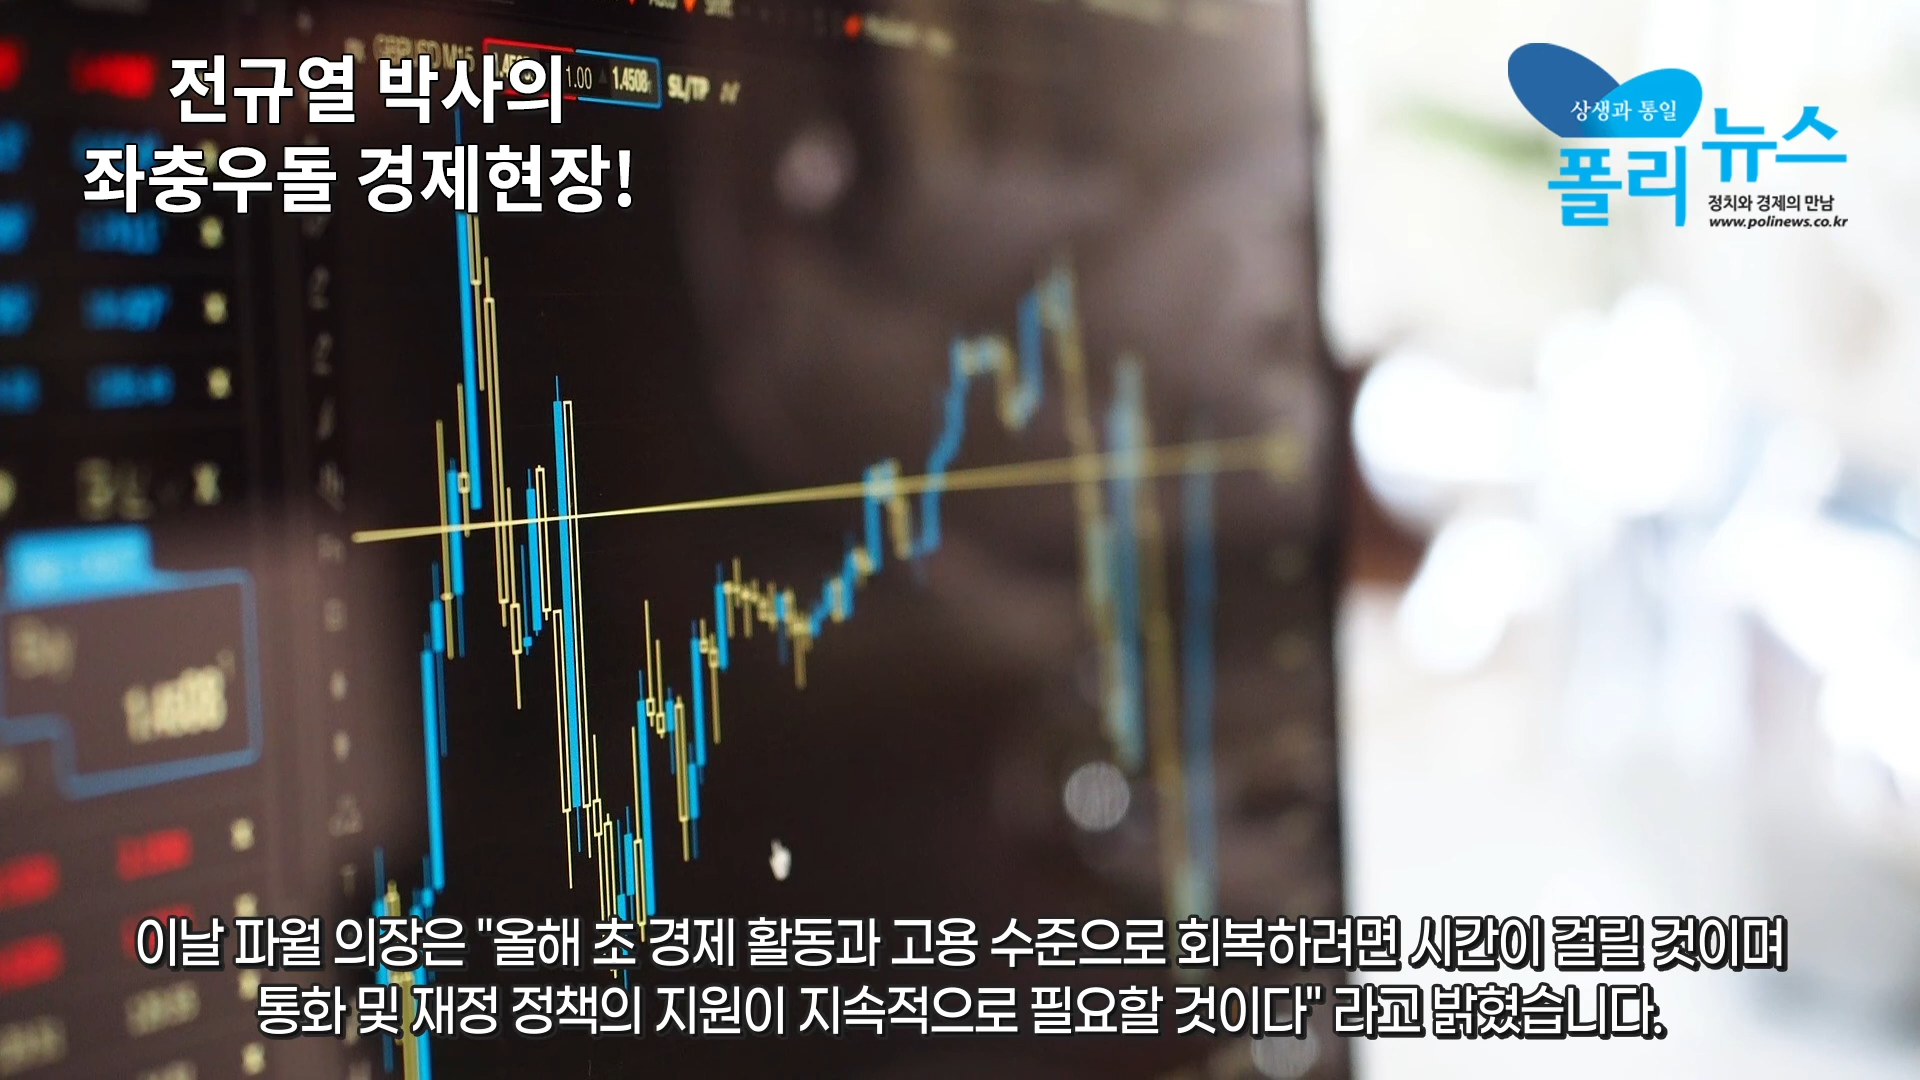 전규열 박사의
좌충우돌 경제현장!
상생과 통일
폴리뉴스
정치와 경제의 만남
www.polinews.co.kr
GBPUSD M15
1.00
1.4508
SL/TP
이날 파월 의장은 "올해 초 경제 활동과 고용 수준으로 회복하려면 시간이 걸릴 것이며
통화 및 재정 정책의 지원이 지속적으로 필요할 것이다" 라고 밝혔습니다.